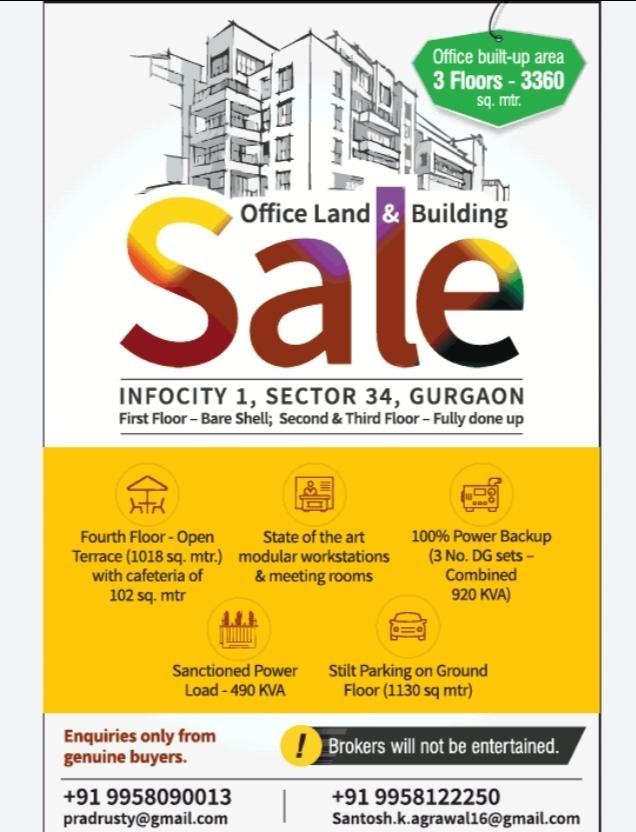 Office built-up area
3 Floors - 3360
sq. mtr.
Office Land & Building
Sale
INFOCITY 1, SECTOR 34, GURGAON
First Floor – Bare Shell; Second & Third Floor – Fully done up
Fourth Floor - Open
Terrace (1018 sq. mtr.)
with cafeteria of
102 sq. mtr
State of the art
modular workstations
& meeting rooms
100% Power Backup
(3 No. DG sets –
Combined
920 KVA)
Sanctioned Power
Load - 490 KVA
Stilt Parking on Ground
Floor (1130 sq mtr)
Enquiries only from
genuine buyers.
! Brokers will not be entertained.
+91 9958090013
pradrusty@gmail.com
+91 9958122250
Santosh.k.agrawal16@gmail.com